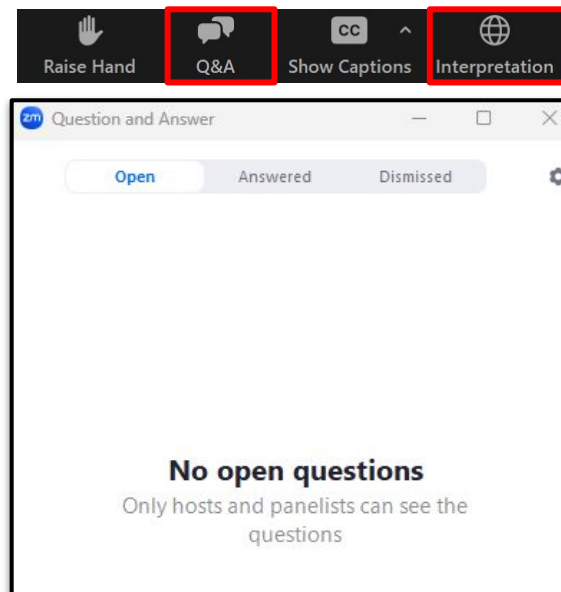 Raise Hand Q&A CC Show Captions Interpretation
zm Question and Answer
Open Answered Dismissed
No open questions
Only hosts and panelists can see the
questions